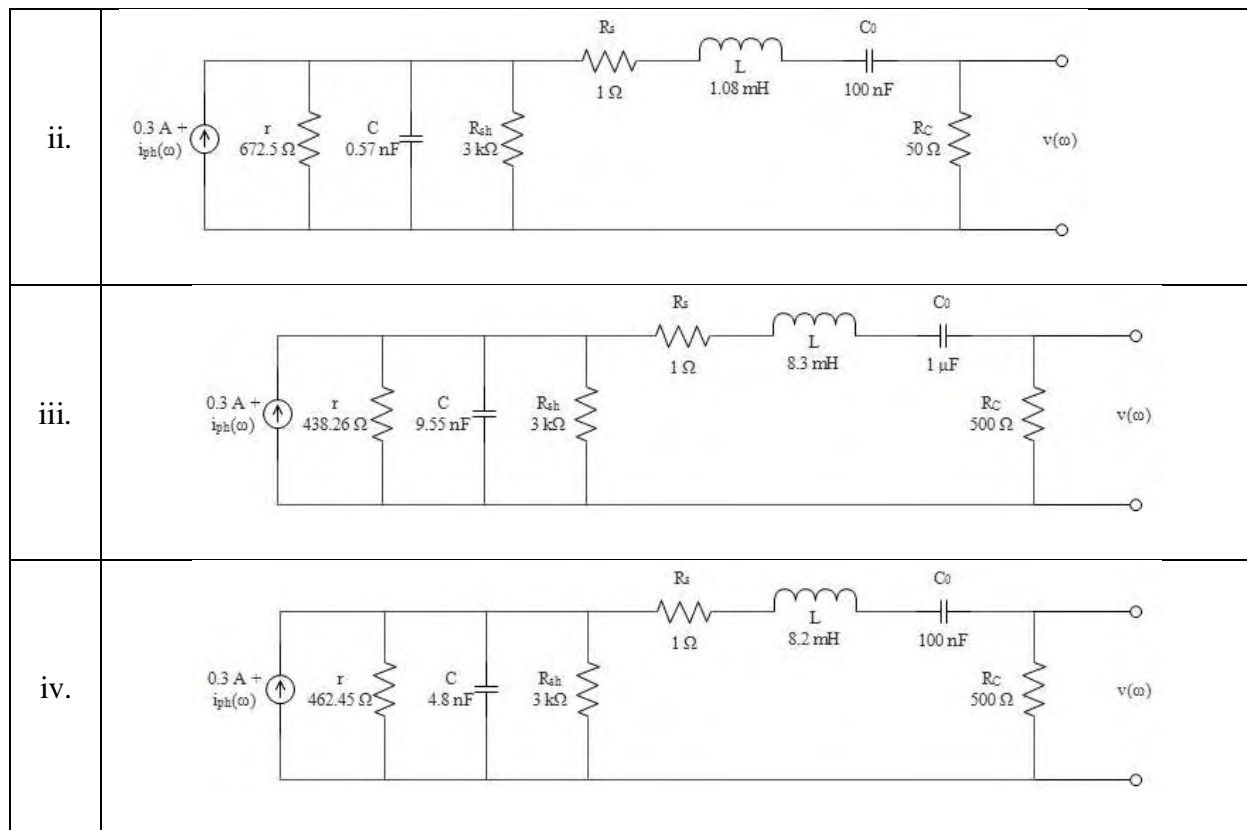 ii.
Rs
C0
L
1 Ω
1.08 mH
100 nF
0.3 A +
iph(ω)
r
672.5 Ω
C
0.57 nF
Rsh
3 kΩ
RC
50 Ω
v(ω)
iii.
Rs
C0
L
1 Ω
8.3 mH
1 μF
0.3 A +
iph(ω)
r
438.26 Ω
C
9.55 nF
Rsh
3 kΩ
RC
500 Ω
v(ω)
iv.
Rs
C0
L
1 Ω
8.2 mH
100 nF
0.3 A +
iph(ω)
r
462.45 Ω
C
4.8 nF
Rsh
3 kΩ
RC
500 Ω
v(ω)